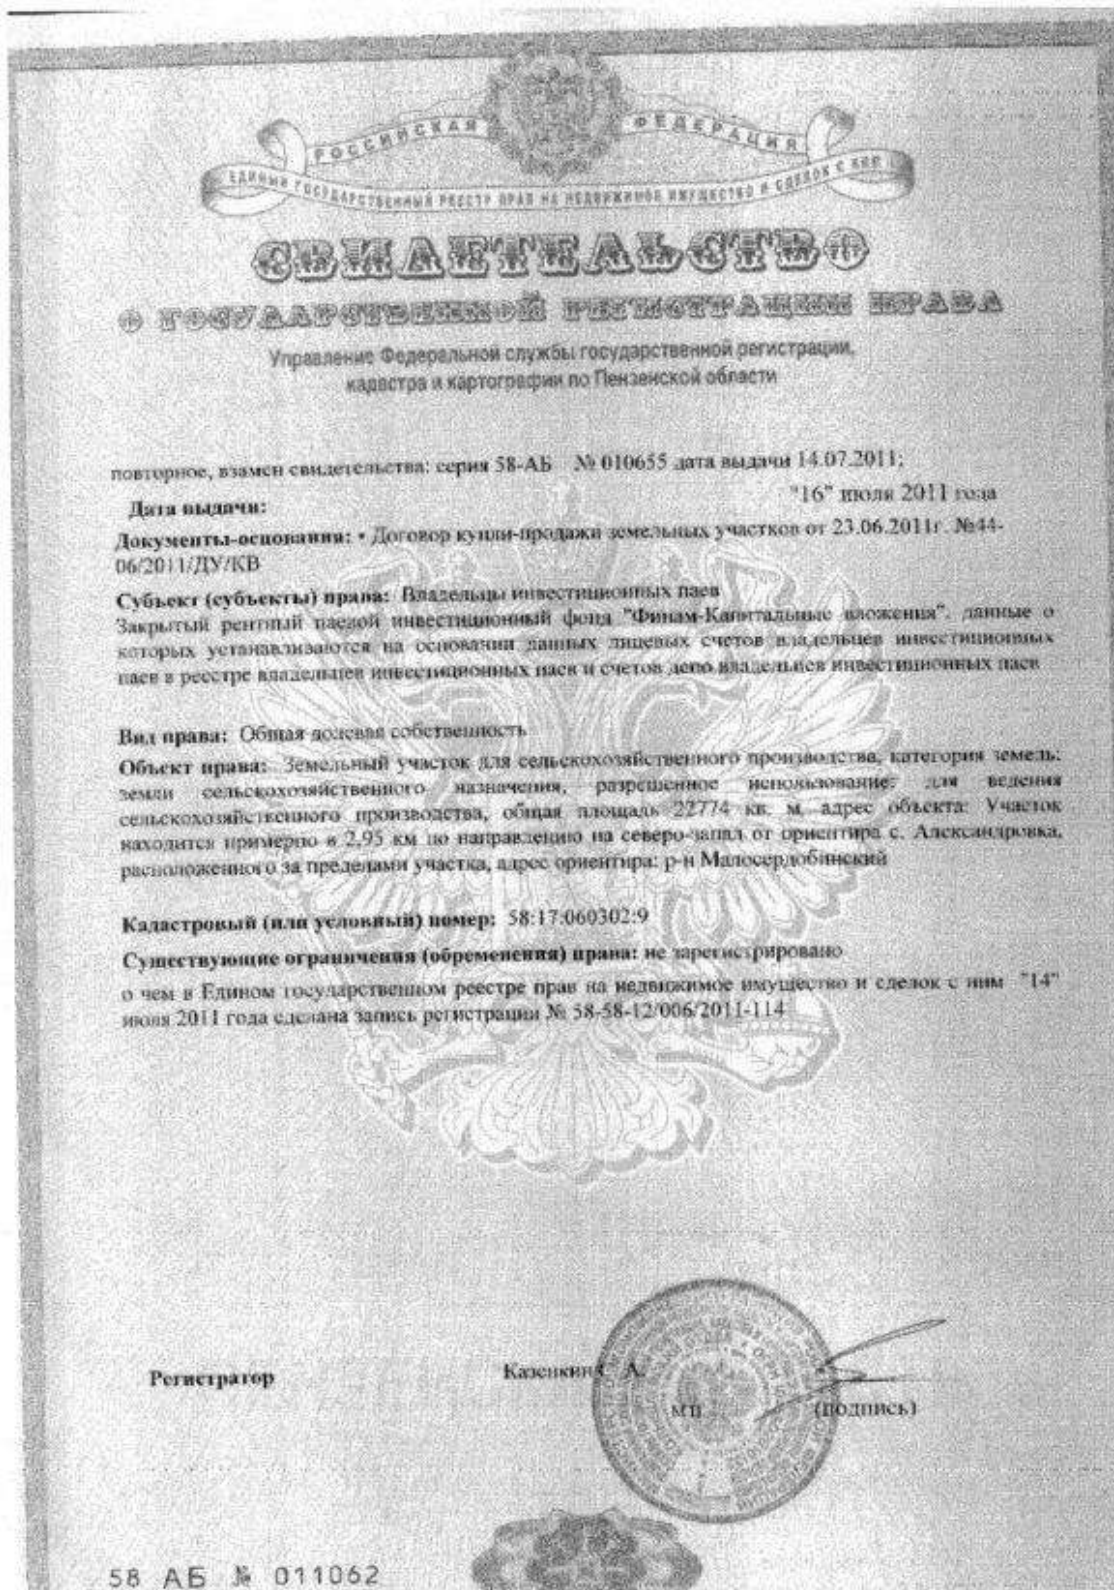 РОССИЙСКАЯ ФЕДЕРАЦИЯ
ЕДИНЫЙ ГОСУДАРСТВЕННЫЙ РЕЕСТР ПРАВ НА НЕДВИЖИМОЕ ИМУЩЕСТВО И СДЕЛОК С НИМ
СВИДЕТЕЛЬСТВО
О ГОСУДАРСТВЕННОЙ РЕГИСТРАЦИИ ПРАВА
Управление Федеральной службы государственной регистрации,
кадастра и картографии по Пензенской области
повторное, взамен свидетельства: серия 58-АБ № 010655 дата выдачи 14.07.2011;
"16" июля 2011 года
Дата выдачи:
Документы-основания: • Договор купли-продажи земельных участков от 23.06.2011г. №44-
06/2011/ДУ/КВ
Субъект (субъекты) права: Владельцы инвестиционных паев
Закрытый рентный паевой инвестиционный фонд "Финам-Капитальные вложения", данные о
которых устанавливаются на основании данных лицевых счетов владельцев инвестиционных
паев в реестре владельцев инвестиционных паев и счетов депо владельцев инвестиционных паев
Вид права: Общая долевая собственность
Объект права: Земельный участок для сельскохозяйственного производства, категория земель:
земли сельскохозяйственного назначения, разрешенное использование: для ведения
сельскохозяйственного производства, общая площадь 22774 кв. м, адрес объекта: Участок
находится примерно в 2,95 км по направлению на северо-запад от ориентира с. Александровка,
расположенного за пределами участка, адрес ориентира: р-н Малосердобинский
Кадастровый (или условный) номер: 58:17:060302:9
Существующие ограничения (обременения) права: не зарегистрировано
о чем в Едином государственном реестре прав на недвижимое имущество и сделок с ним "14"
июля 2011 года сделана запись регистрации № 58-58-12/006/2011-114
Регистратор Казенкин А.
М.П. (подпись)
58 АБ № 011062